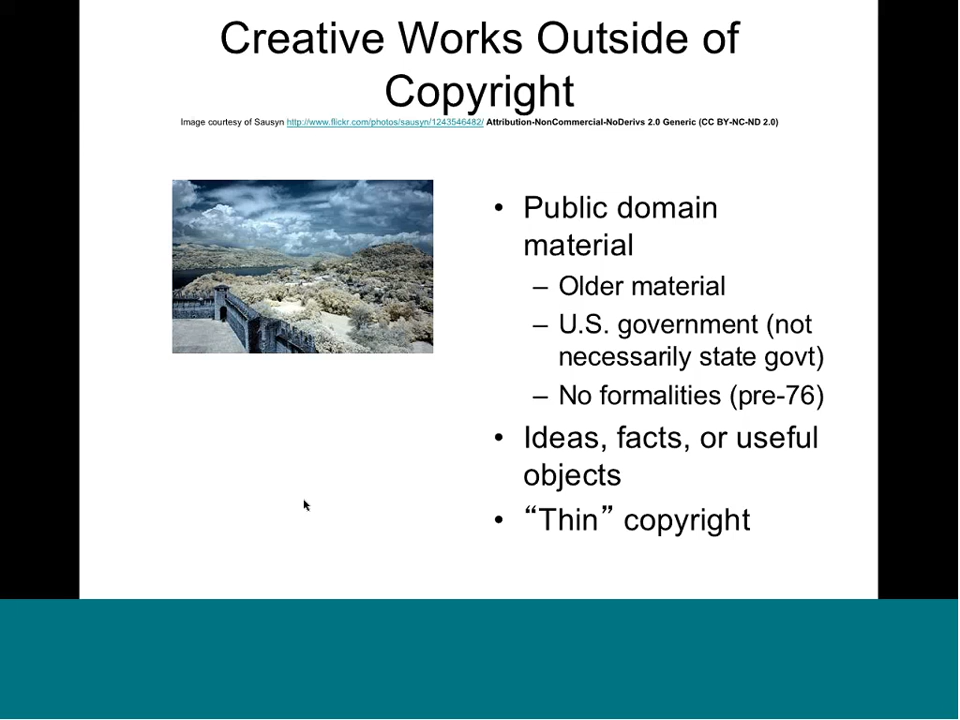 Creative Works Outside of
Copyright
Image courtesy of Sausyn http://www.flickr.com/photos/sausyn/1243546482/ Attribution-NonCommercial-NoDerivs 2.0 Generic (CC BY-NC-ND 2.0)
• Public domain
material
– Older material
– U.S. government (not
necessarily state govt)
– No formalities (pre-76)
• Ideas, facts, or useful
objects
• “Thin” copyright